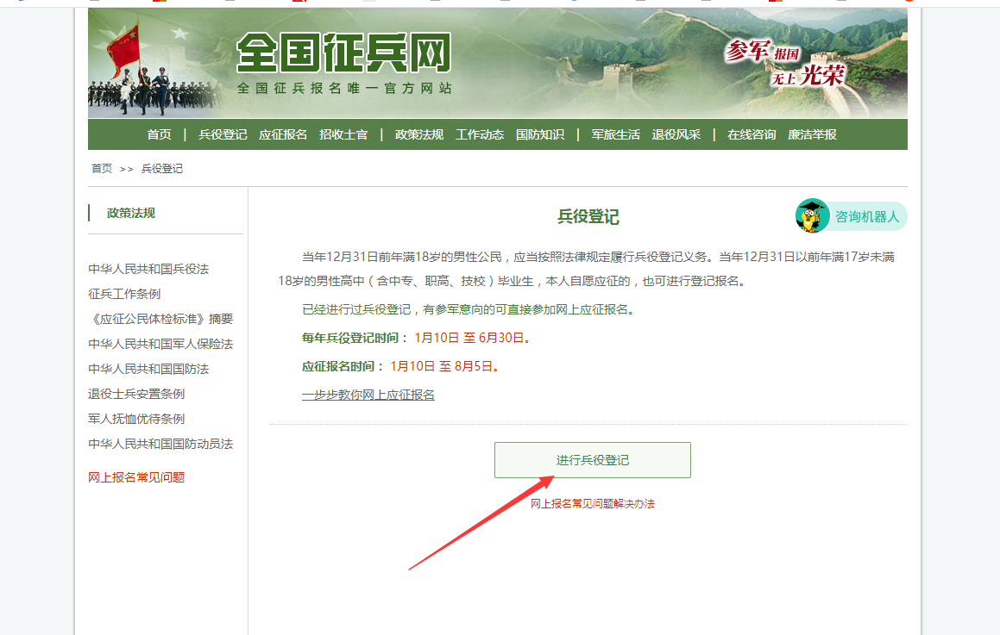 全国征兵网
全国征兵报名唯一官方网站
参军 报国
无上 光荣
首页 | 兵役登记 应征报名 招收士官 | 政策法规 工作动态 国防知识 | 军旅生活 退役风采 | 在线咨询 廉洁举报
首页 >> 兵役登记
政策法规
中华人民共和国兵役法
征兵工作条例
《应征公民体检标准》摘要
中华人民共和国军人保险法
中华人民共和国国防法
退役士兵安置条例
军人抚恤优待条例
中华人民共和国国防动员法
网上报名常见问题
兵役登记
咨询机器人
当年12月31日前年满18岁的男性公民，应当按照法律规定履行兵役登记义务。当年12月31日以前年满17岁未满
18岁的男性高中（含中专、职高、技校）毕业生，本人自愿应征的，也可进行登记报名。
已经进行过兵役登记，有参军意向的可直接参加网上应征报名。
每年兵役登记时间： 1月10日 至 6月30日。
应征报名时间： 1月10日 至 8月5日。
一步步教你网上应征报名
进行兵役登记
网上报名常见问题解决办法